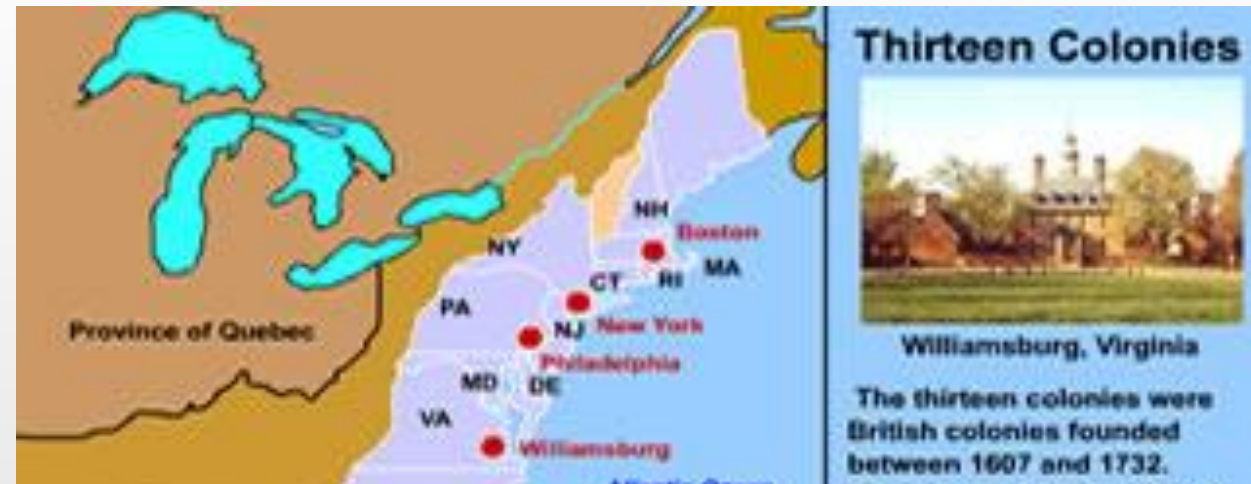 Thirteen Colonies
NH
Boston
NY
MA
RI
CT
PA
NJ New York
Province of Quebec
Philadelphia
MD DE
VA
Williamsburg
Williamsburg, Virginia
The thirteen colonies were
British colonies founded
between 1607 and 1732.